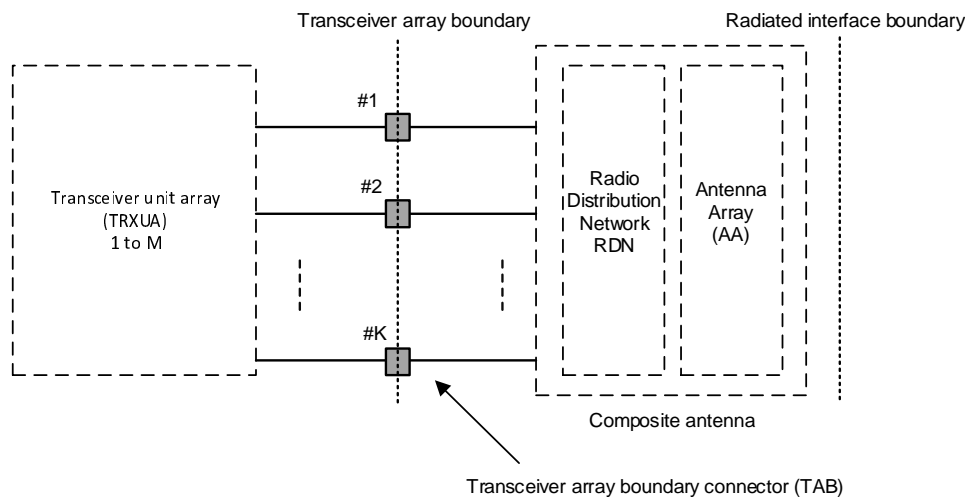 Transceiver array boundary
Radiated interface boundary
#1
#2
#K
Transceiver unit array
(TRXUA)
1 to M
Radio
Distribution
Network
RDN
Antenna
Array
(AA)
Composite antenna
Transceiver array boundary connector (TAB)